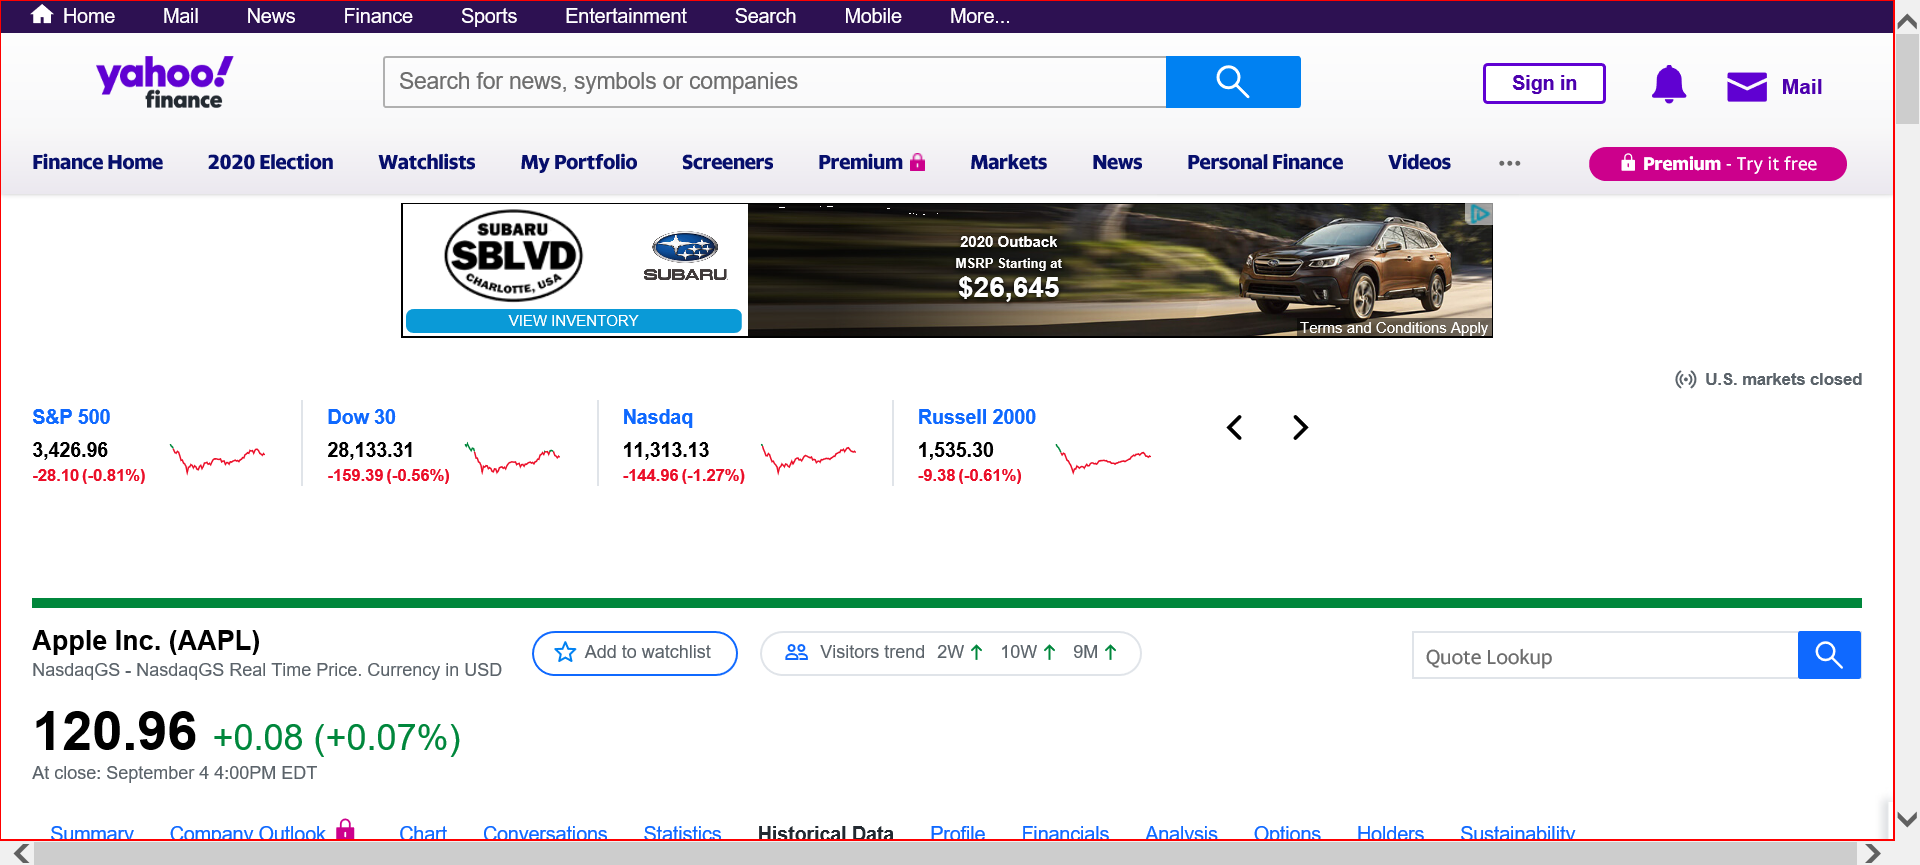 Home Mail News Finance Sports Entertainment Search Mobile More...
yahoo!
finance
Search for news, symbols or companies
Sign in
Mail
Finance Home 2020 Election Watchlists My Portfolio Screeners Premium Markets News Personal Finance Videos ••• Premium - Try it free
SUBARU
SBLVD
CHARLOTTE, USA
SUBARU
VIEW INVENTORY
2020 Outback
MSRP Starting at
$26,645
Terms and Conditions Apply
U.S. markets closed
S&P 500
3,426.96
-28.10 (-0.81%)
Dow 30
28,133.31
-159.39 (-0.56%)
Nasdaq
11,313.13
-144.96 (-1.27%)
Russell 2000
1,535.30
-9.38 (-0.61%)
Apple Inc. (AAPL)
NasdaqGS - NasdaqGS Real Time Price. Currency in USD
Add to watchlist
Visitors trend 2W ↑ 10W ↑ 9M ↑
Quote Lookup
120.96 +0.08 (+0.07%)
At close: September 4 4:00PM EDT
Summary Company Outlook Chart Conversations Statistics Historical Data Profile Financials Analysis Options Holders Sustainability